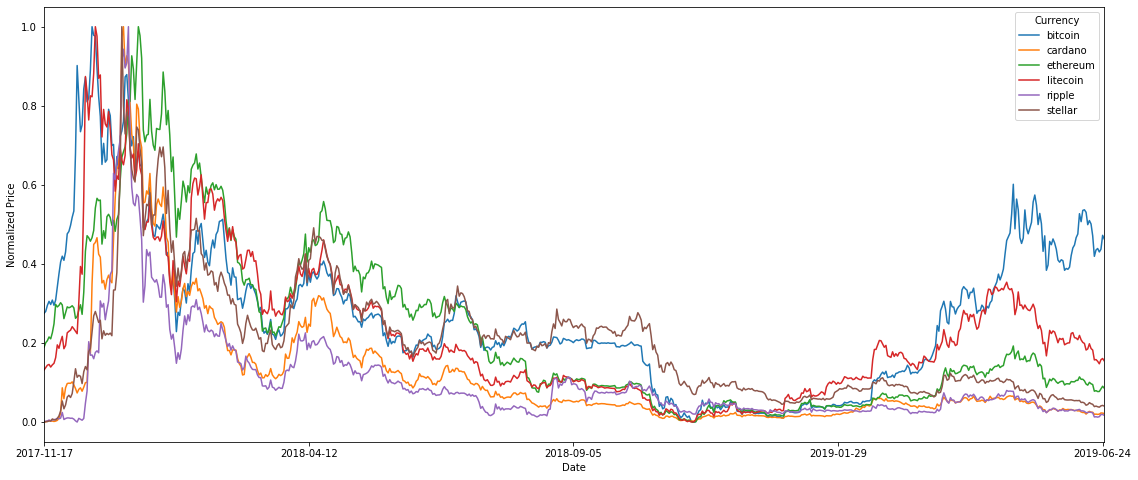 Currency
bitcoin
cardano
ethereum
litecoin
ripple
stellar
Normalized Price
1.0
0.8
0.6
0.4
0.2
0.0
2017-11-17
2018-04-12
2018-09-05
2019-01-29
2019-06-24
Date